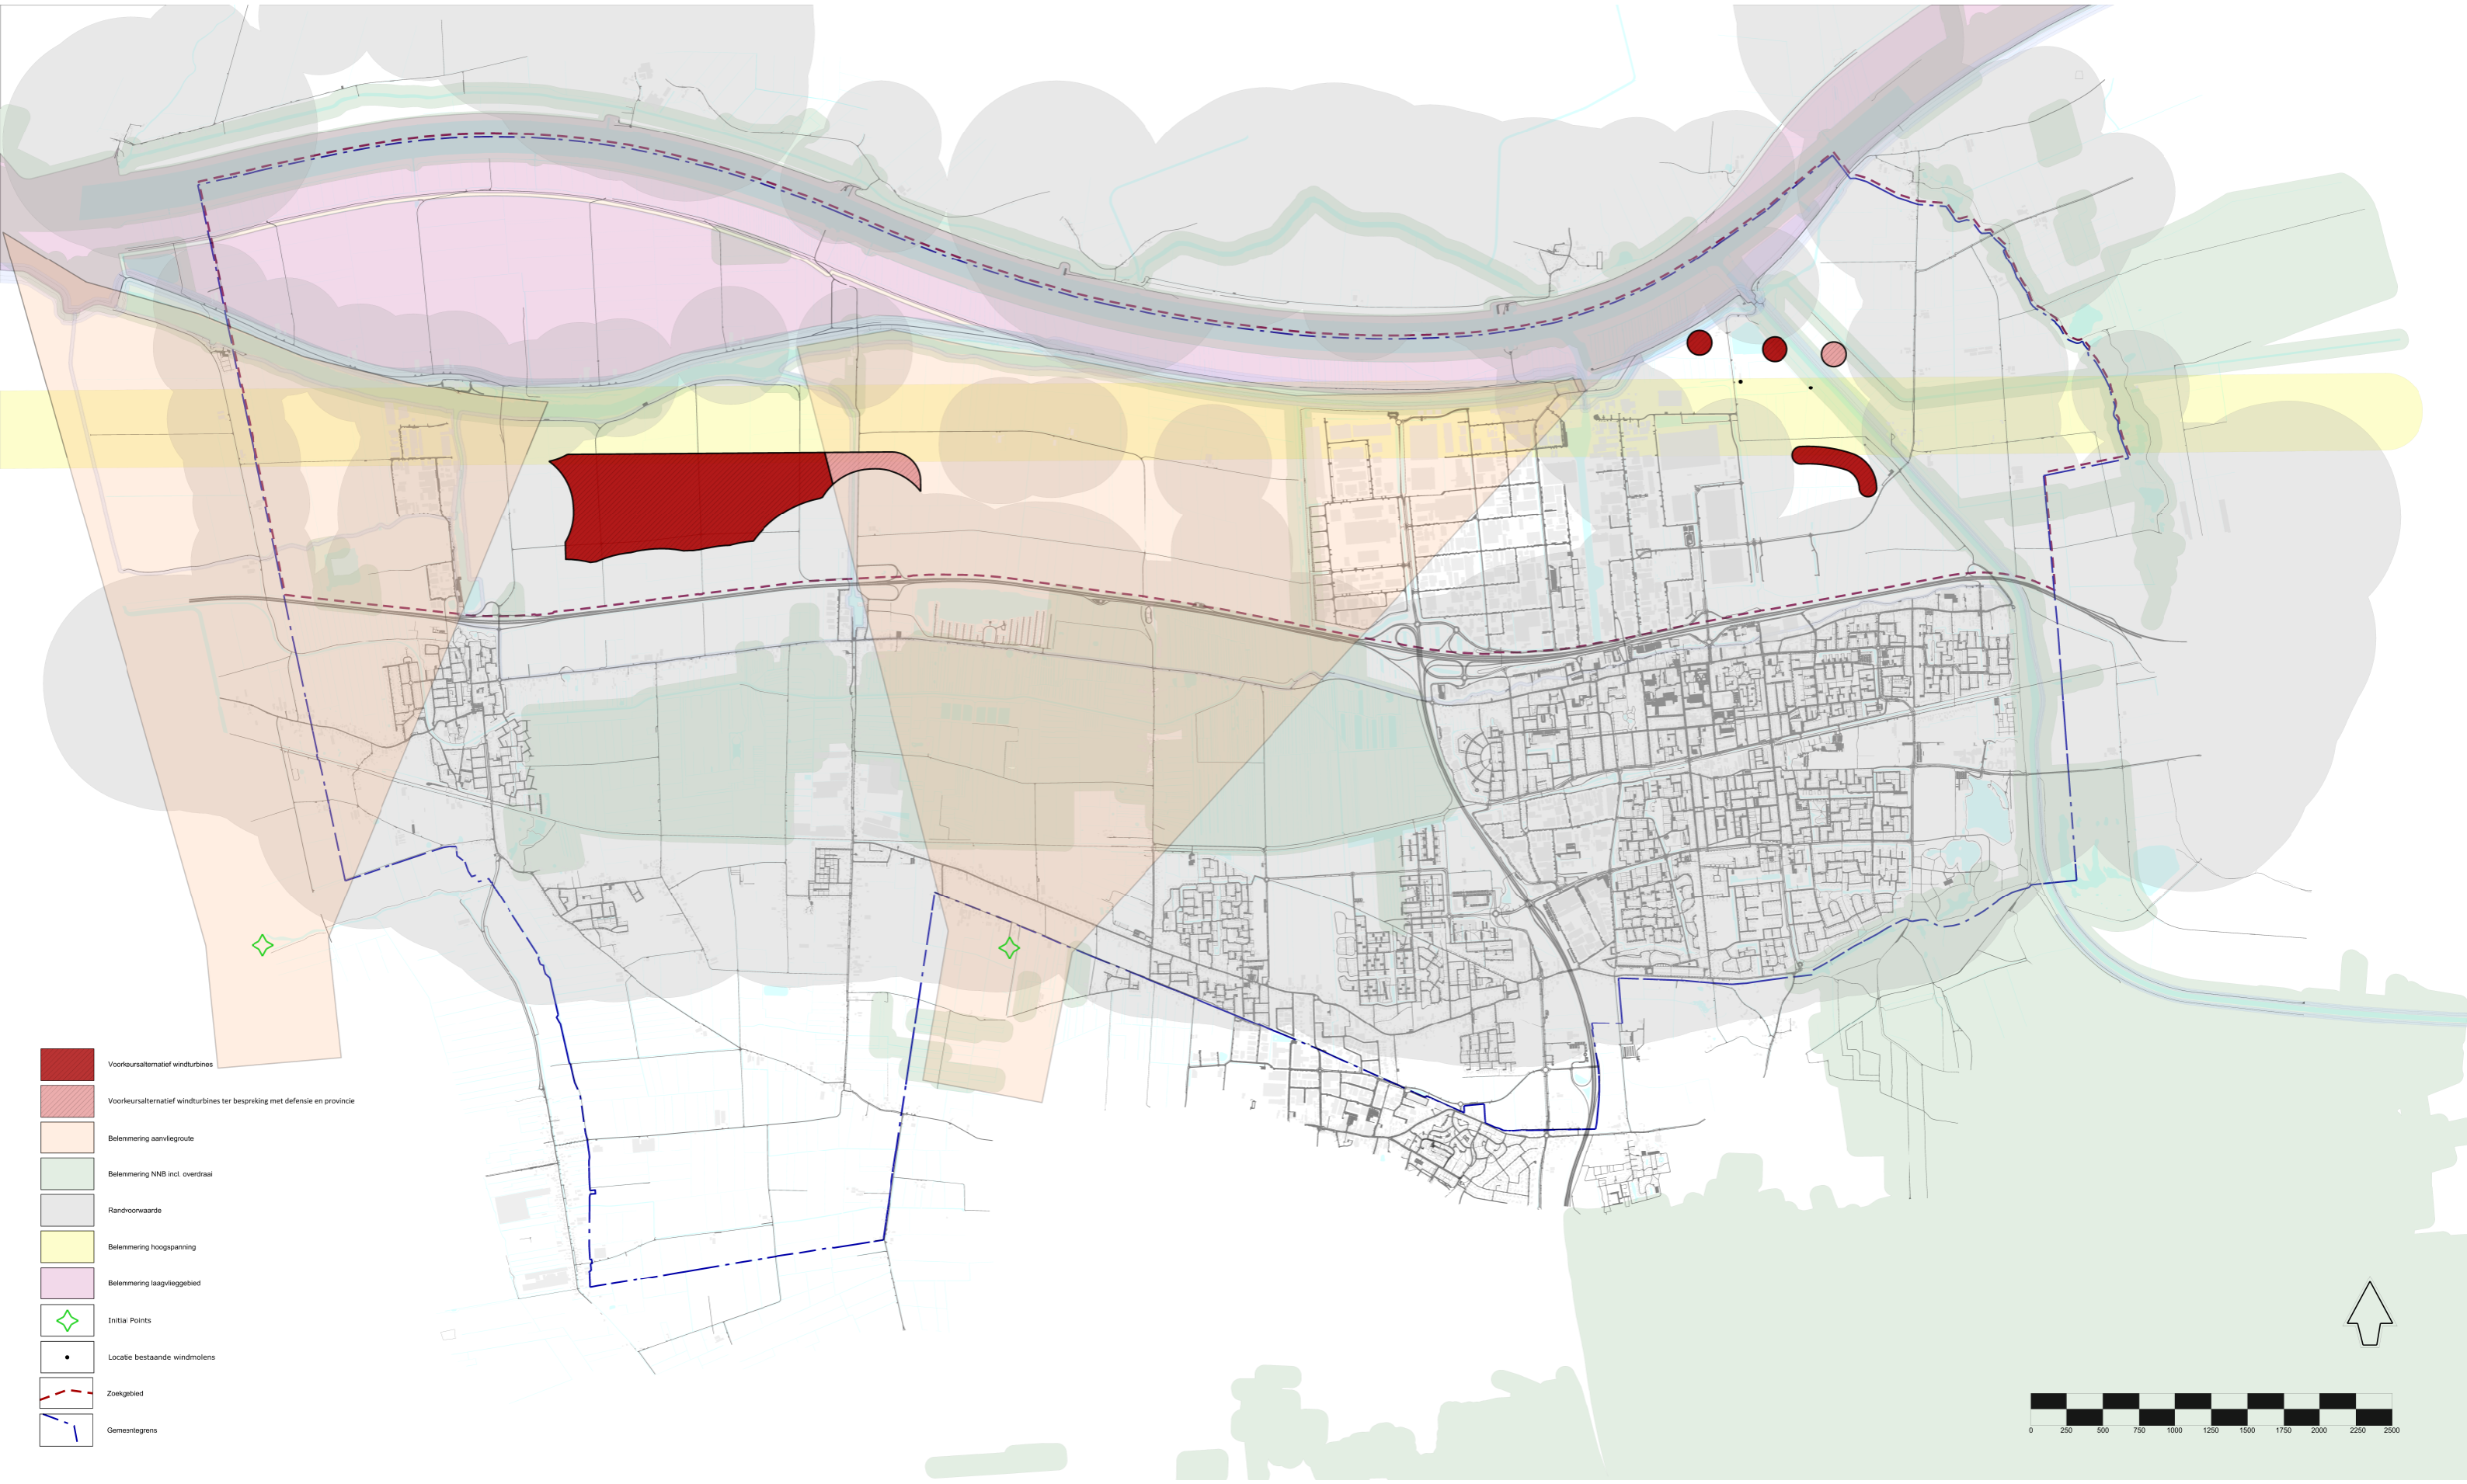 Voorkeursalternatief windturbines
Voorkeursalternatief windturbines ter bespreking met defensie en provincie
Belemmering aanvliegroute
Belemmering NNB incl. overdraai
Randvoorwaarde
Belemmering hoogspanning
Belemmering laagvlieggebied
Initial Points
Locatie bestaande windmolens
Zoekgebied
Gemeentegrens
0 250 500 750 1000 1250 1500 1750 2000 2250 2500